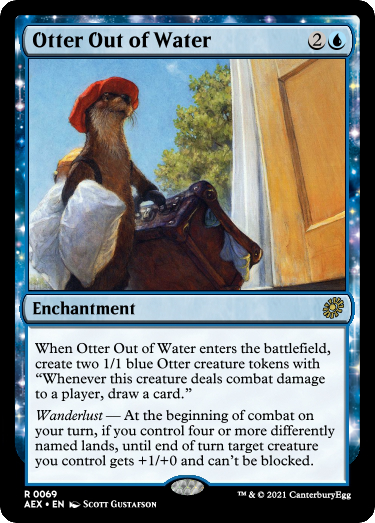 Otter Out of Water 2
Enchantment
When Otter Out of Water enters the battlefield,
create two 1/1 blue Otter creature tokens with
“Whenever this creature deals combat damage
to a player, draw a card.”
Wanderlust — At the beginning of combat on
your turn, if you control four or more differently
named lands, until end of turn target creature
you control gets +1/+0 and can’t be blocked.
R 0069
AEX • EN Scott Gustafson ™ & © 2021 CanterburyEgg